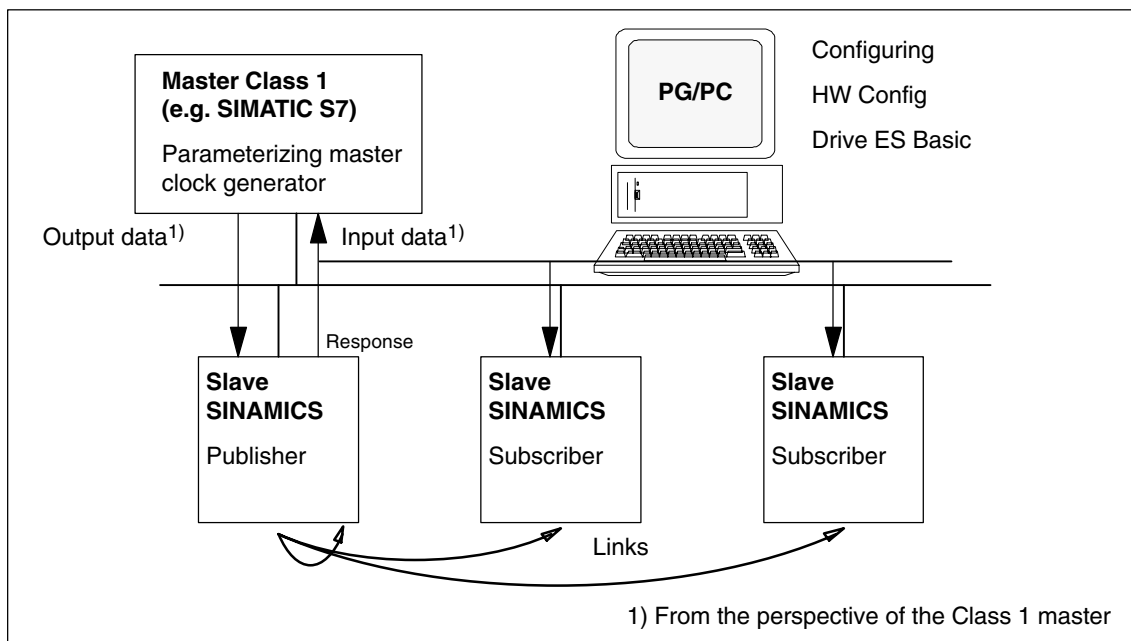 Master Class 1
(e.g. SIMATIC S7)
Parameterizing master
clock generator
PG/PC
Configuring
HW Config
Drive ES Basic
Output data1)
Input data1)
Response
Slave
SINAMICS
Publisher
Slave
SINAMICS
Subscriber
Slave
SINAMICS
Subscriber
Links
1) From the perspective of the Class 1 master